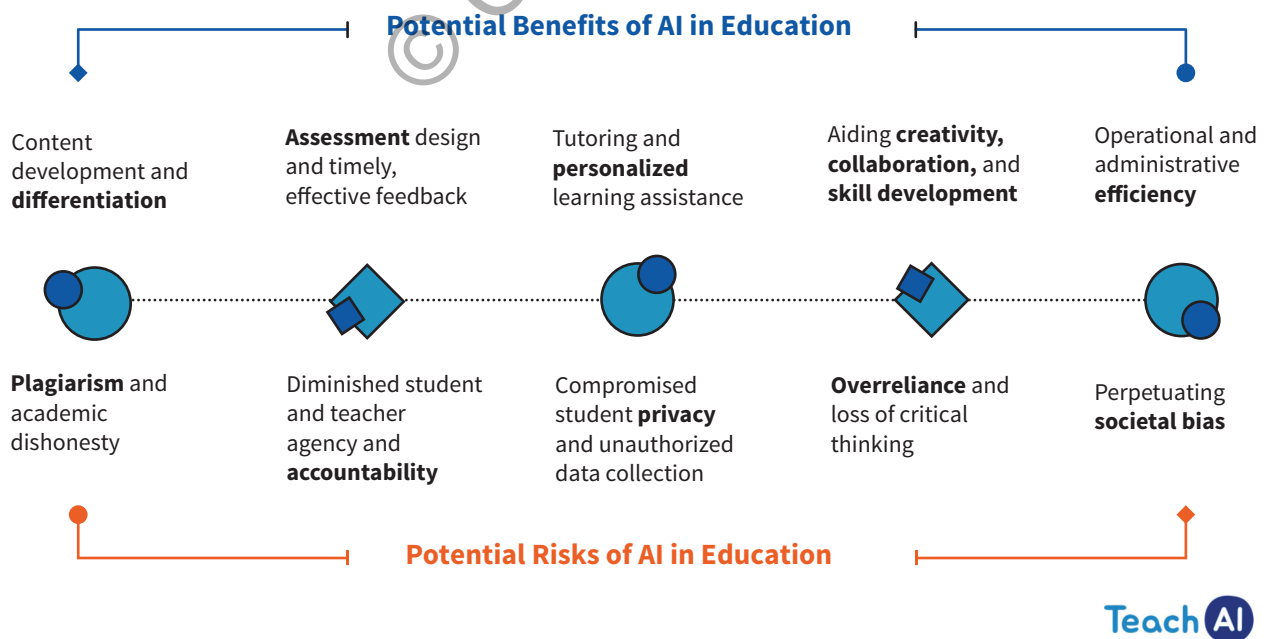 Potential Benefits of AI in Education
Content
development and
differentiation
Assessment design
and timely,
effective feedback
Tutoring and
personalized
learning assistance
Aiding creativity,
collaboration, and
skill development
Operational and
administrative
efficiency
Plagiarism and
academic
dishonesty
Diminished student
and teacher
agency and
accountability
Compromised
student privacy
and unauthorized
data collection
Overreliance and
loss of critical
thinking
Perpetuating
societal bias
Potential Risks of AI in Education
Teach AI
©